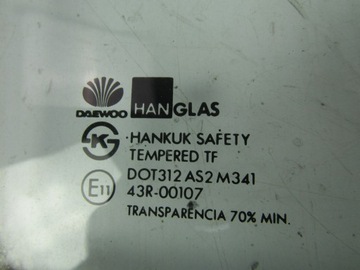 DAEWOO HANGLAS
K HANKUK SAFETY
TEMPERED TF
E11 DOT312 AS2 M341
43R-00107
TRANSPARENCIA 70% MIN.